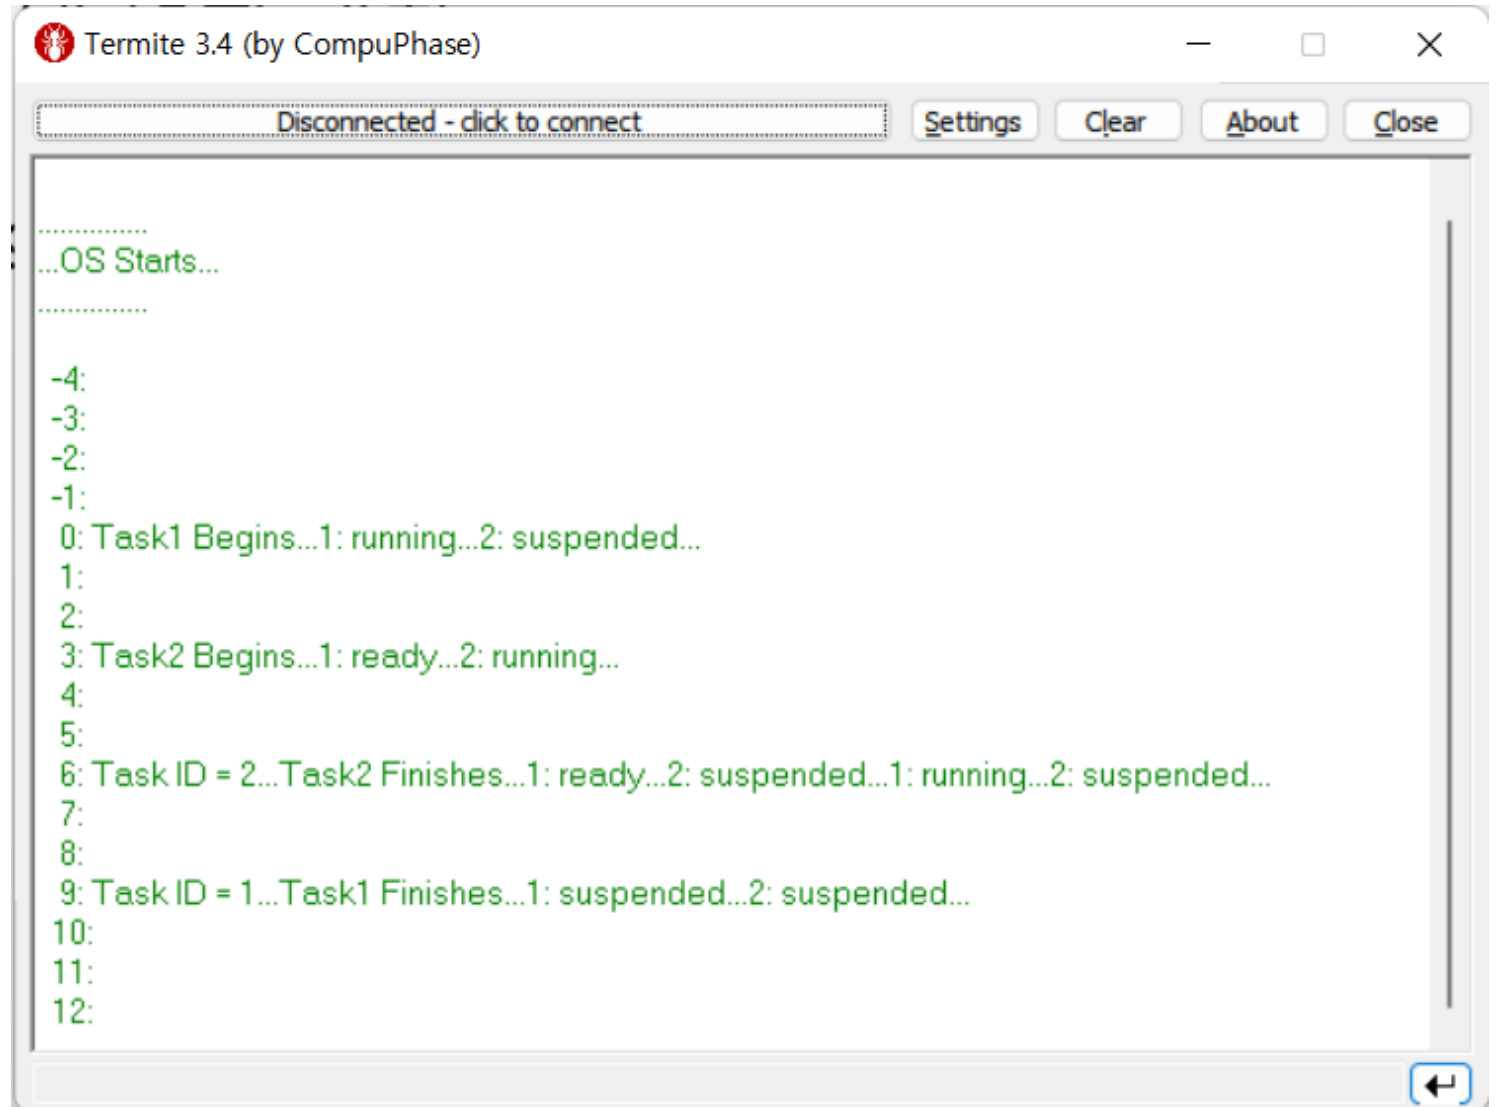 Termite 3.4 (by CompuPhase)
Disconnected - click to connect Settings Clear About Close
...............
...OS Starts...
...............
-4:
-3:
-2:
-1:
0: Task1 Begins...1: running...2: suspended...
1:
2:
3: Task2 Begins...1: ready...2: running...
4:
5:
6: Task ID = 2...Task2 Finishes...1: ready...2: suspended...1: running...2: suspended...
7:
8:
9: Task ID = 1...Task1 Finishes...1: suspended...2: suspended...
10:
11:
12: